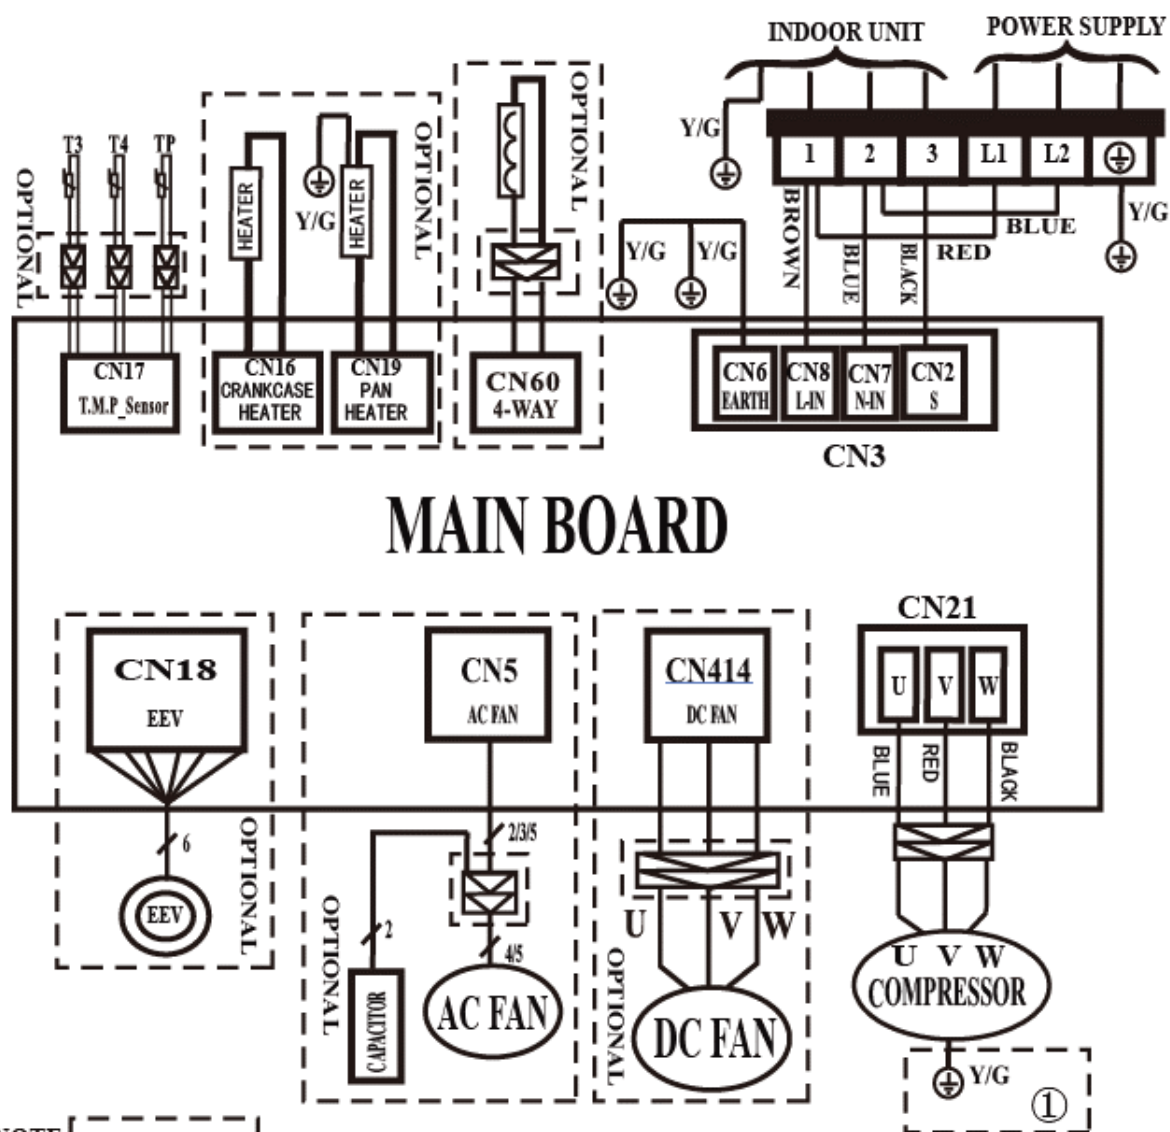 INDOOR UNIT
POWER SUPPLY
Y/G
1
2
3
L1
L2
Y/G
BROWN
BLUE
BLACK
RED
BLUE
T3
T4
TP
OPTIONAL
HEATER
Y/G
HEATER
OPTIONAL
OPTIONAL
Y/G
Y/G
CN17
T.M.P_Sensor
CN16
CRANKCASE
HEATER
CN19
PAN
HEATER
CN60
4-WAY
CN6
EARTH
CN8
L-IN
CN7
N-IN
CN2
S
CN3
MAIN BOARD
CN18
EEV
6
EEV
OPTIONAL
CN5
AC FAN
2/3/5
2
4/5
OPTIONAL
CAPACITOR
AC FAN
CN414
DC FAN
U
V
W
OPTIONAL
DC FAN
CN21
U
V
W
BLUE
RED
BLACK
U V W
COMPRESSOR
Y/G
①